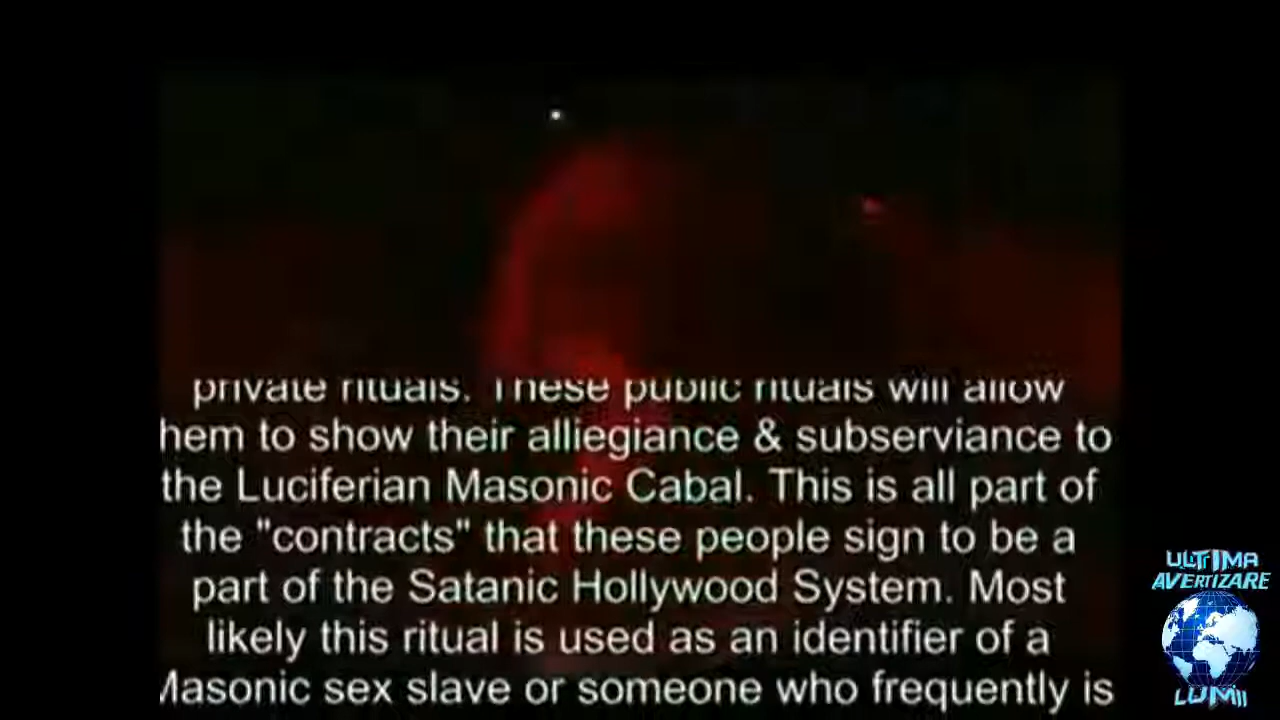 private rituals. These public rituals will allow
hem to show their alliegiance & subserviance to
the Luciferian Masonic Cabal. This is all part of
the "contracts" that these people sign to be a
part of the Satanic Hollywood System. Most
likely this ritual is used as an identifier of a
Masonic sex slave or someone who frequently is
ULTIMA
AVERTIZARE
LUMII